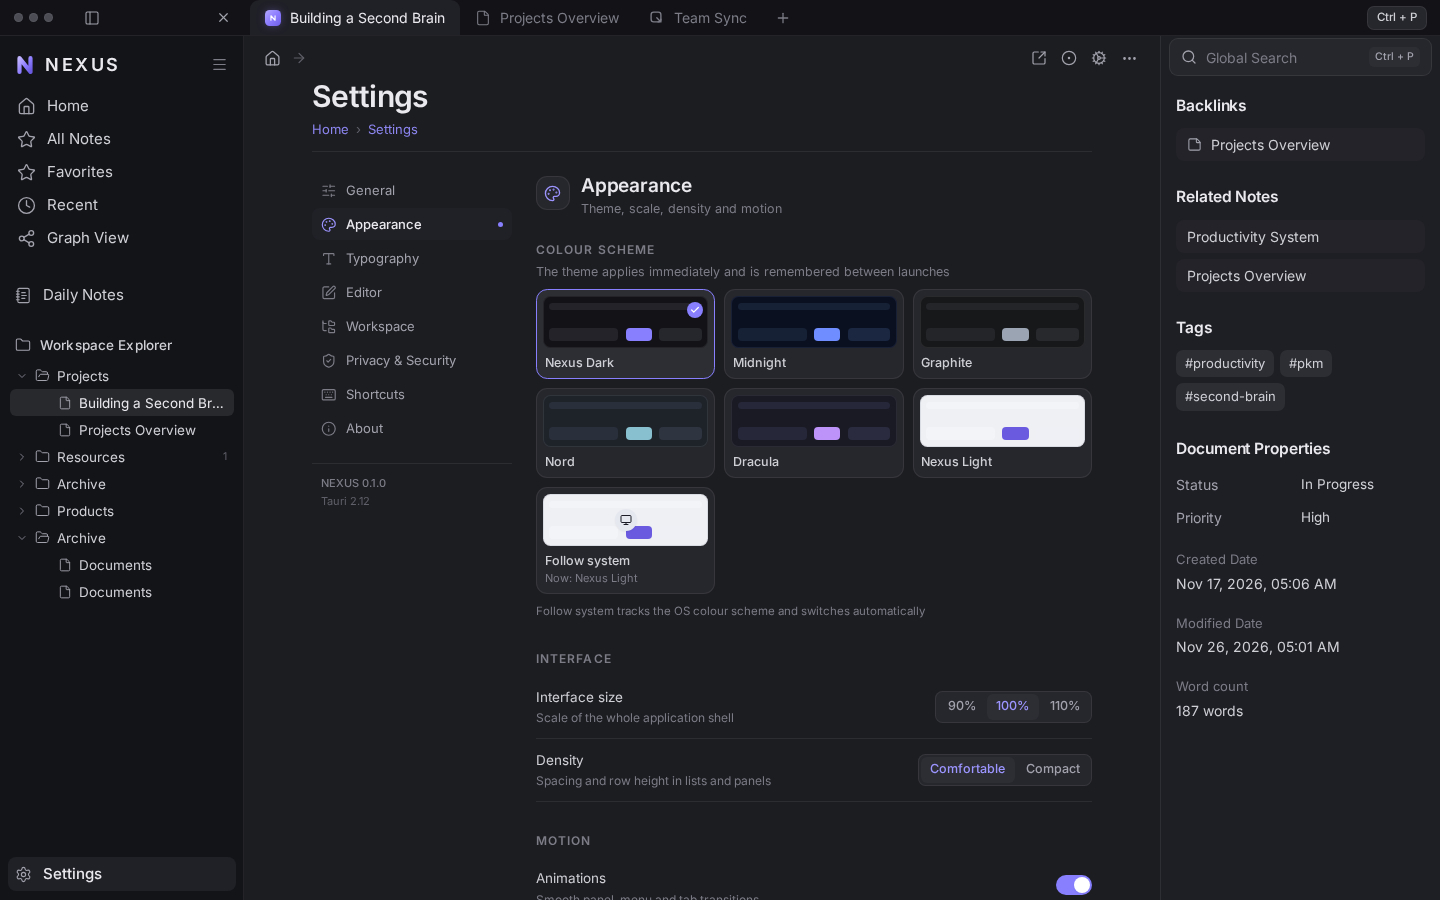 Building a Second Brain
Projects Overview
Team Sync
Ctrl + P
NEXUS
Home
All Notes
Favorites
Recent
Graph View
Daily Notes
Workspace Explorer
Projects
Building a Second Br...
Projects Overview
Resources 1
Archive
Products
Archive
Documents
Documents
Settings
Settings
Home › Settings
General
Appearance
Typography
Editor
Workspace
Privacy & Security
Shortcuts
About
NEXUS 0.1.0
Tauri 2.12
Appearance
Theme, scale, density and motion
COLOUR SCHEME
The theme applies immediately and is remembered between launches
Nexus Dark
Midnight
Graphite
Nord
Dracula
Nexus Light
Follow system
Now: Nexus Light
Follow system tracks the OS colour scheme and switches automatically
INTERFACE
Interface size
Scale of the whole application shell
90% 100% 110%
Density
Spacing and row height in lists and panels
Comfortable Compact
MOTION
Animations
Smooth panel, menu and tab transitions
Global Search Ctrl + P
Backlinks
Projects Overview
Related Notes
Productivity System
Projects Overview
Tags
#productivity #pkm
#second-brain
Document Properties
Status In Progress
Priority High
Created Date
Nov 17, 2026, 05:06 AM
Modified Date
Nov 26, 2026, 05:01 AM
Word count
187 words